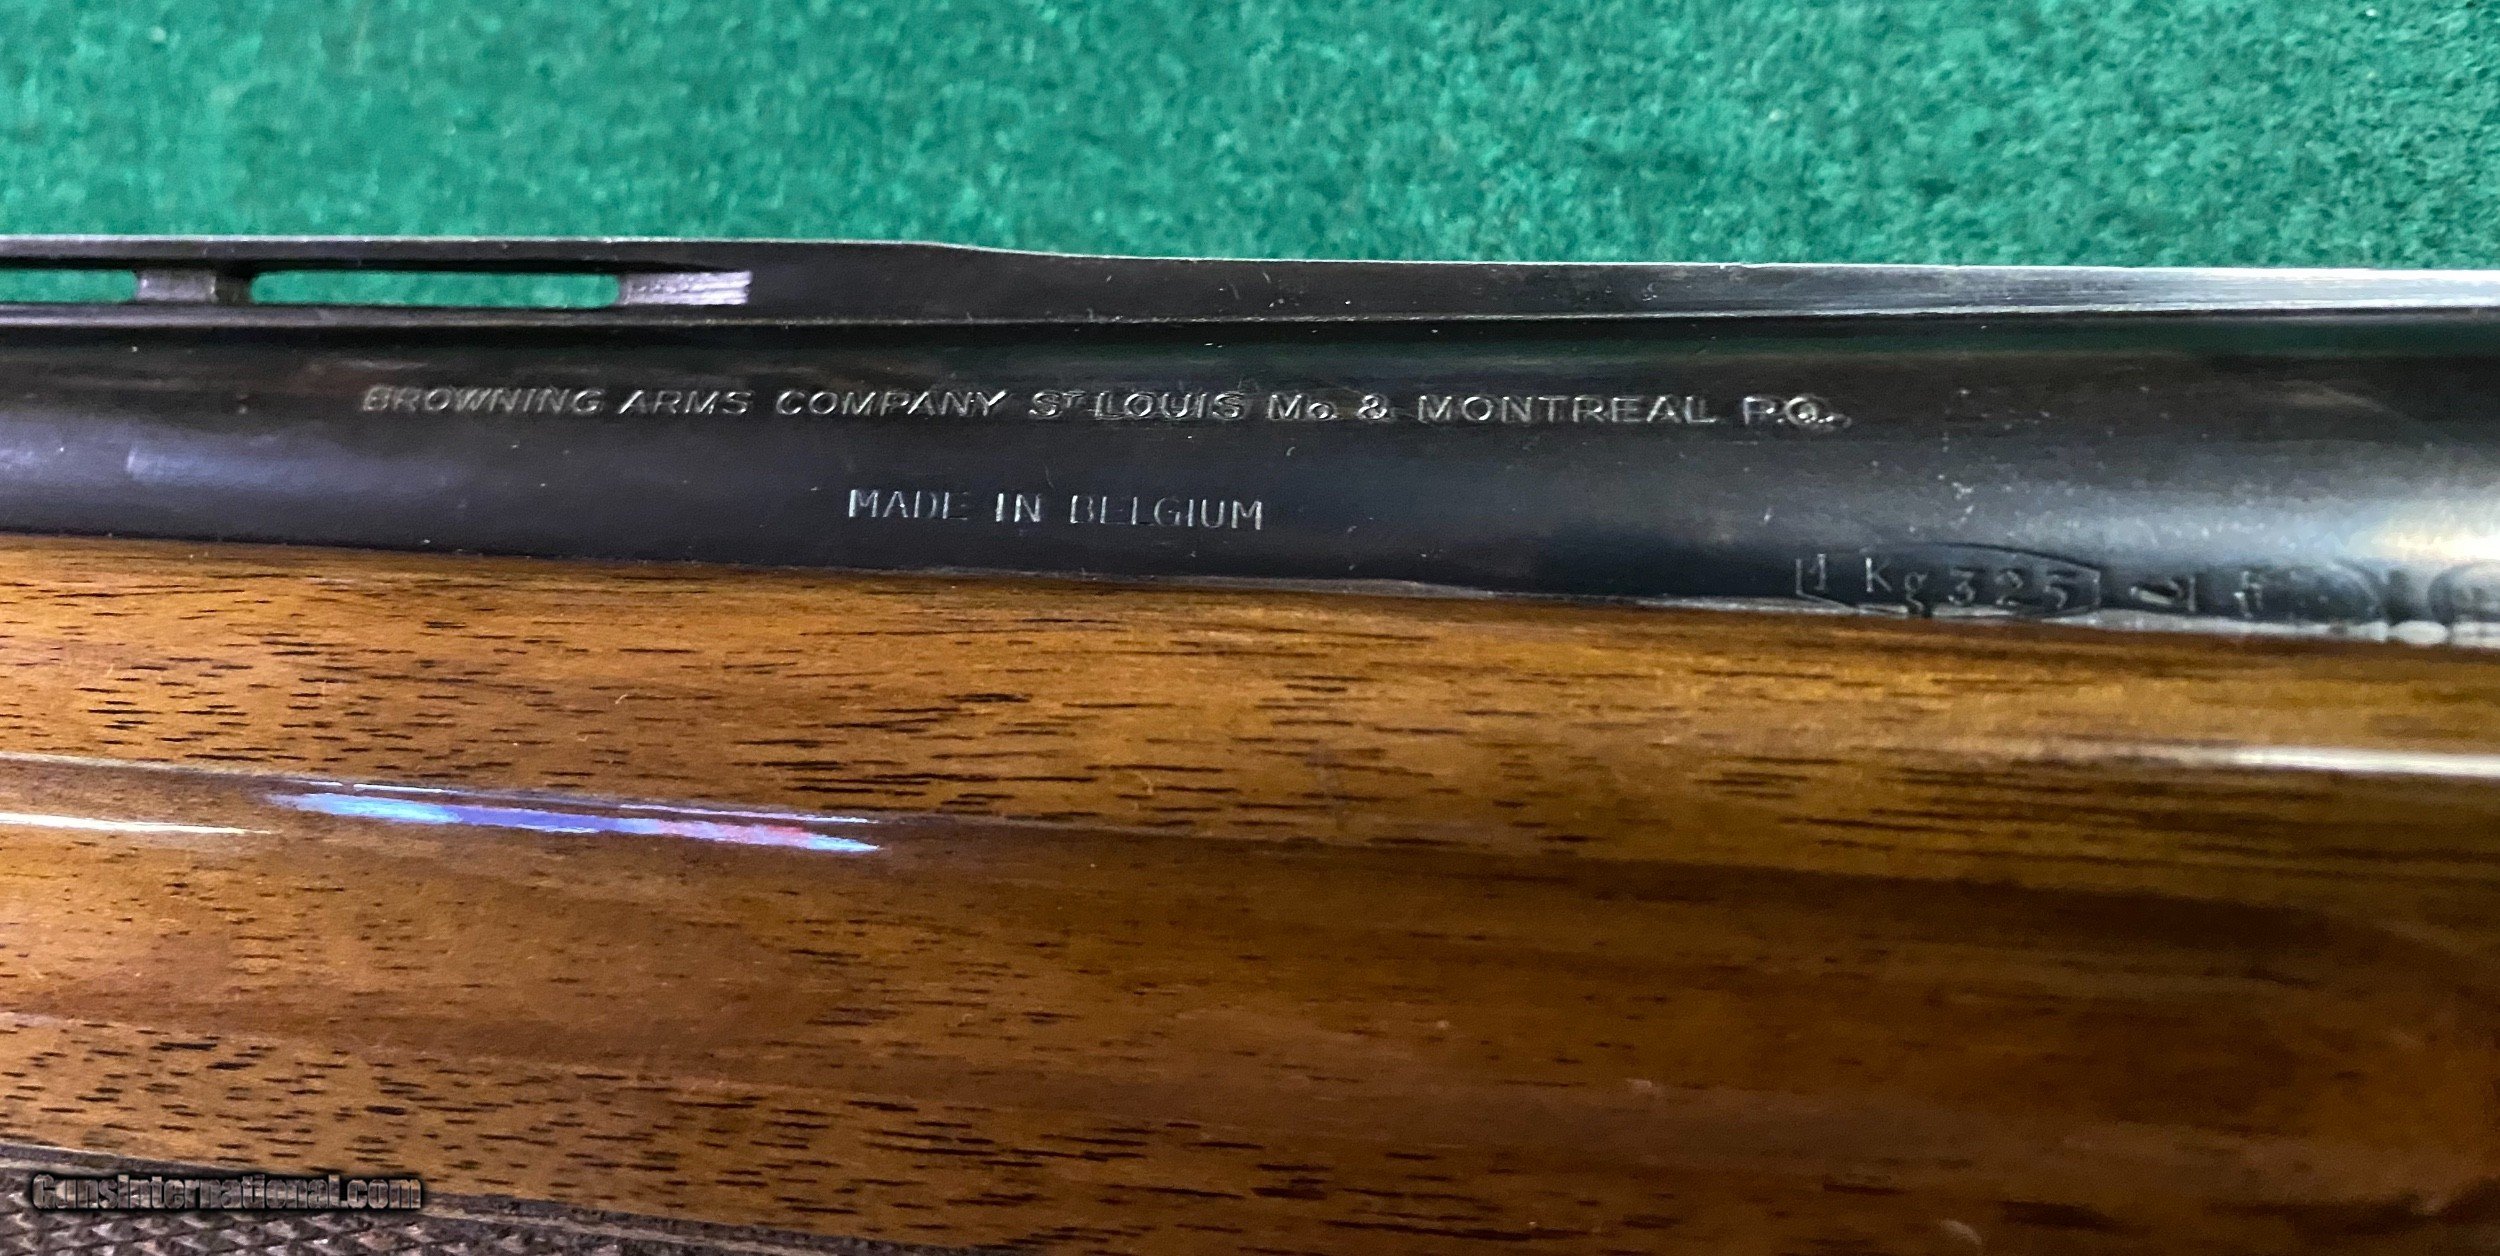 BROWNING ARMS COMPANY ST LOUIS Mo. & MONTREAL P.Q.
MADE IN BELGIUM
1 Kg 325
GunsInternational.com